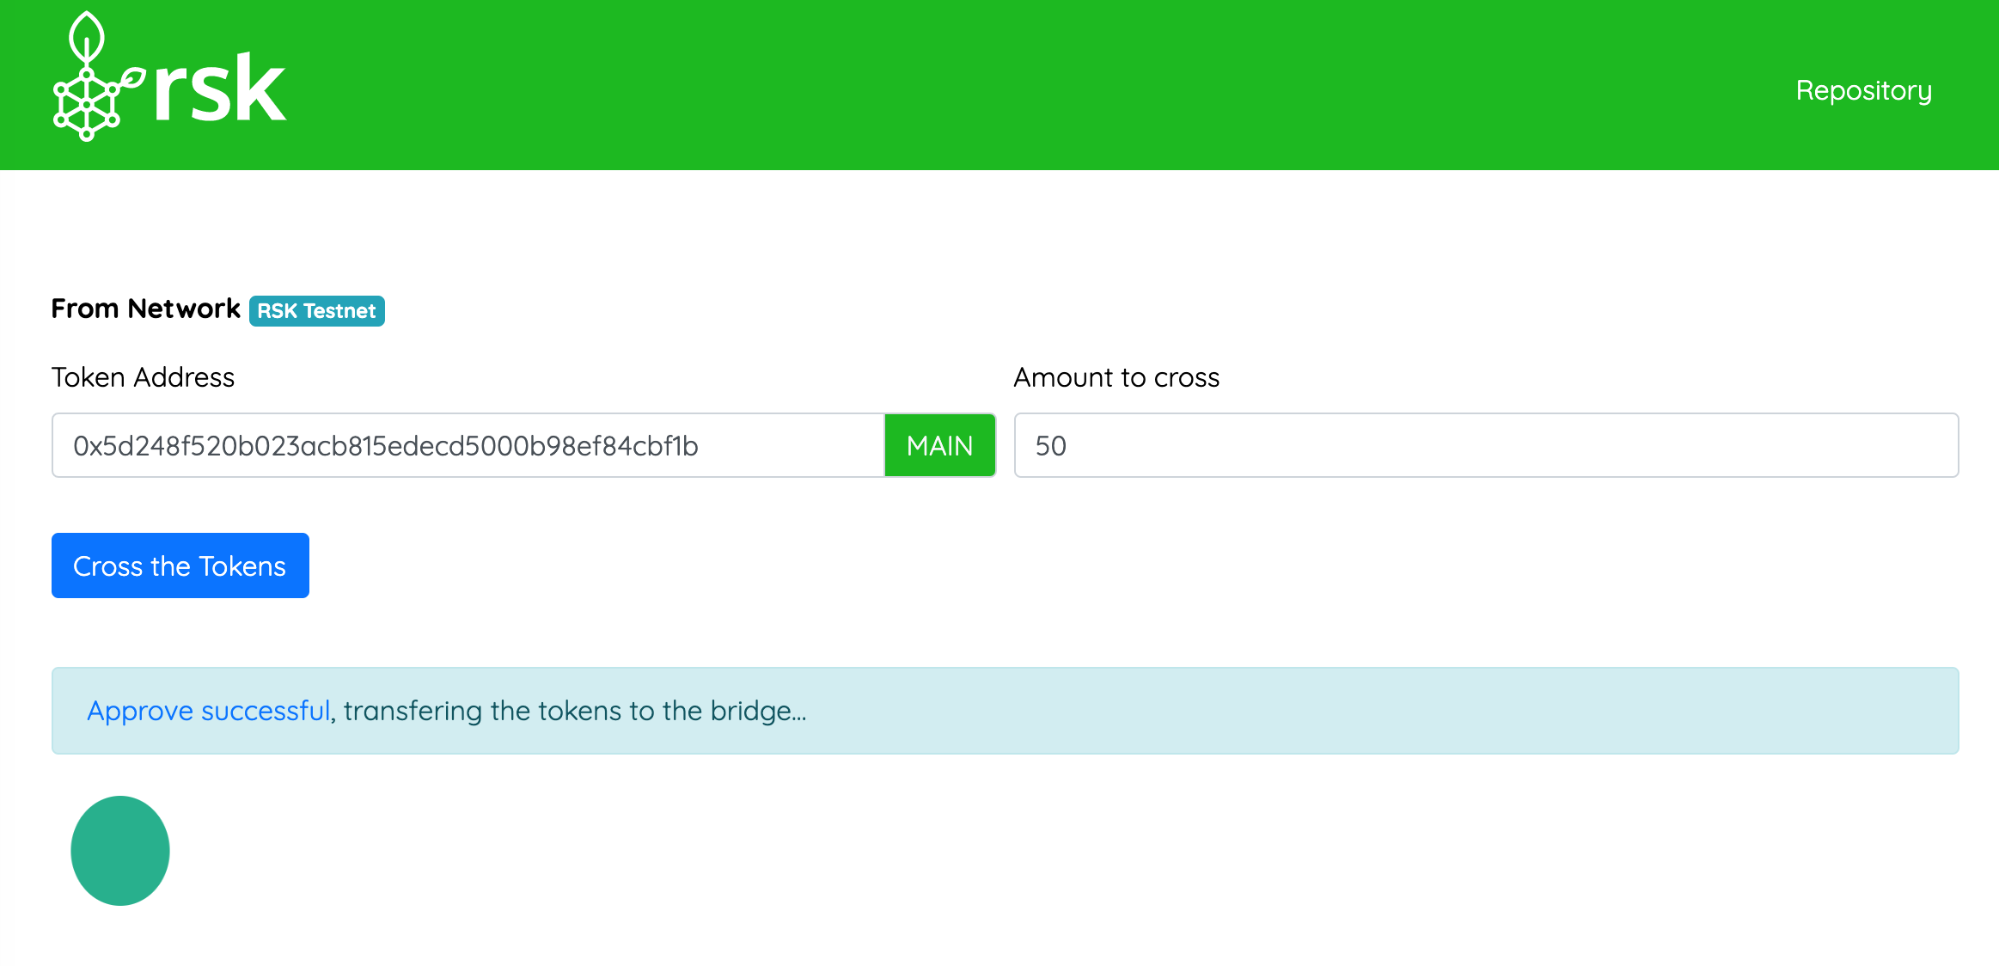 rsk
Repository
From Network RSK Testnet
Token Address
Amount to cross
0x5d248f520b023acb815edecd5000b98ef84cbf1b MAIN
50
Cross the Tokens
Approve successful, transfering the tokens to the bridge...